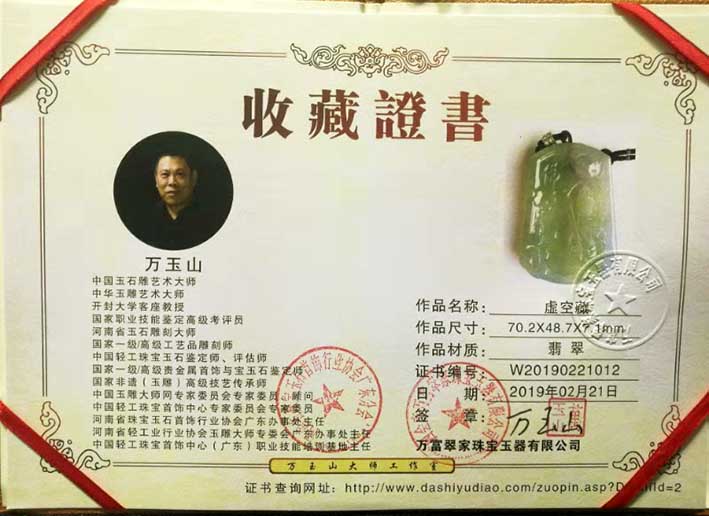 收藏證書
万玉山
中国玉石雕艺术大师
中华玉雕艺术大师
开封大学客座教授
国家职业技能鉴定高级考评员
河南省玉石雕刻大师
国家一级/高级工艺品雕刻师
中国轻工珠宝玉石鉴定师、评估师
国家一级/高级贵金属首饰与宝玉石鉴定师
国家非遗（玉雕）高级技艺传承师
中国玉雕大师网专家委员会专家委员、顾问
中国轻工珠宝首饰中心专家委员会专家委员
河南省珠宝玉石首饰行业协会广东办事处主任
河南省轻工业行业协会玉雕大师专委会广东办事处主任
中国轻工珠宝首饰中心（广东）职业技能培训基地主任
作品名称： 虚空
作品尺寸： 70.2X48.7X7.1mm
作品材质： 翡翠
证书编号： W20190221012
日期： 2019年02月21日
签章： 万玉山
万富翠家珠宝玉器有限公司
万玉山大师工作室
证书查询网址：http://www.dashiyudiao.com/zuopin.asp?